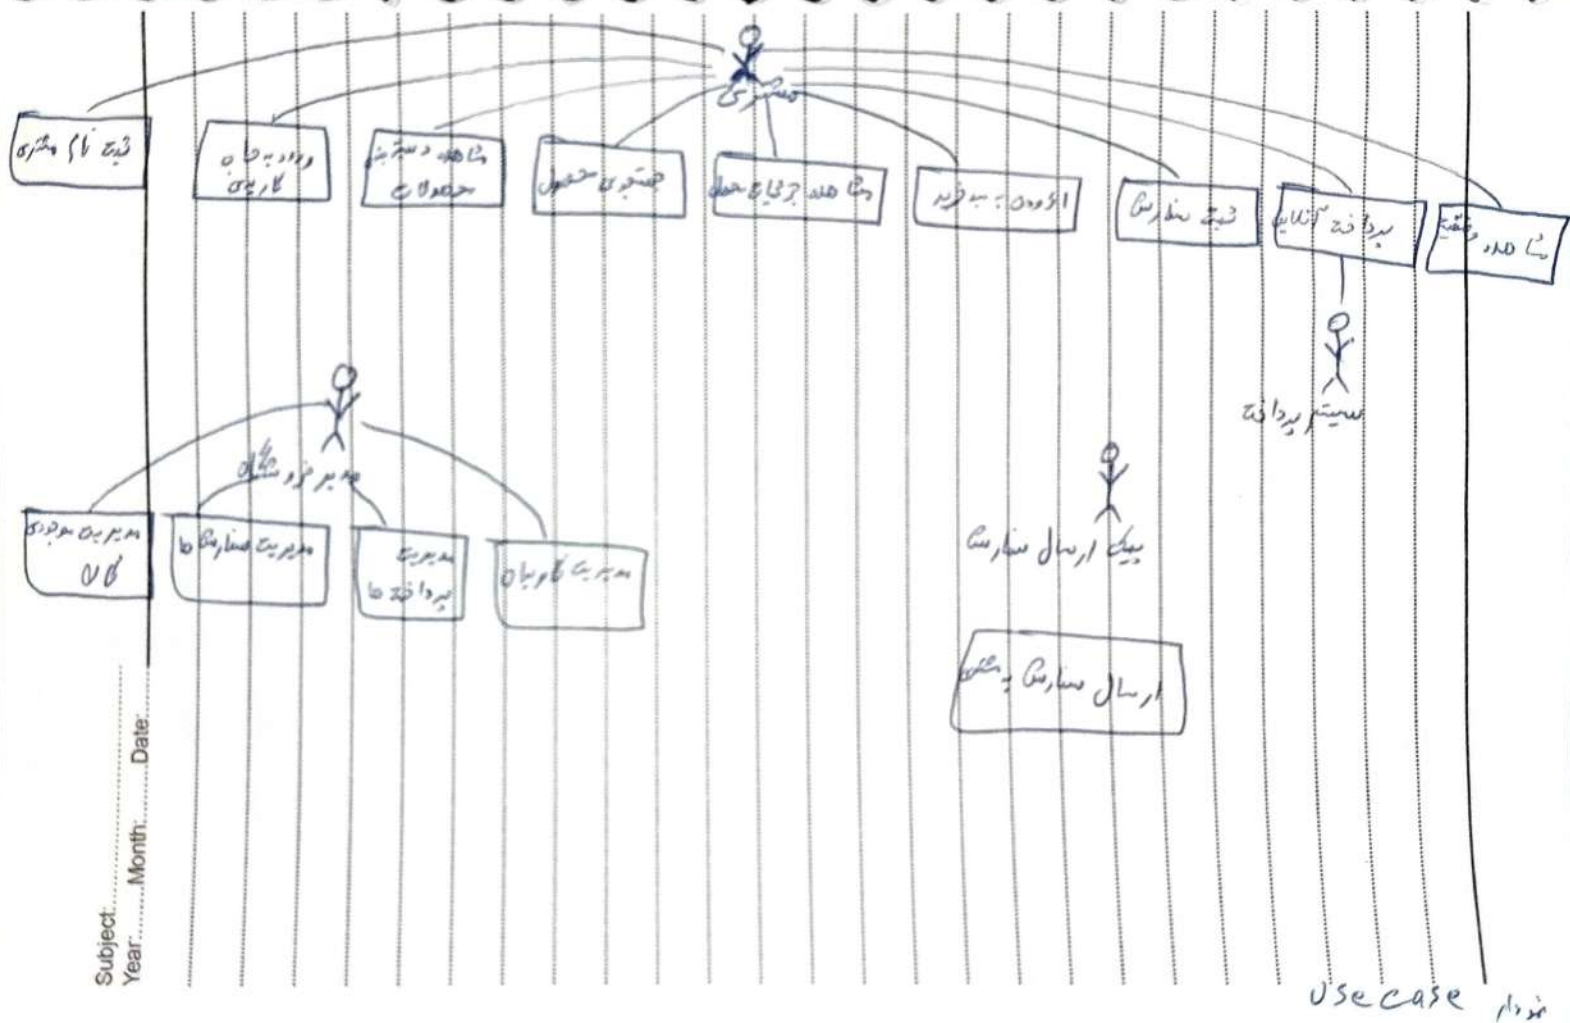 مشتری
ثبت نام مشتری
ورود به حساب
کاربری
مشاهده دسته بندی
محصولات
جستجوی محصول
مشاهده جزئیات محصول
افزودن به سبد خرید
ثبت سفارش
پرداخت آنلاین
مشاهده وضعیت
سیستم پرداخت
مدیر فروشگاه
مدیریت موجودی
کالا
مدیریت سفارش ها
مدیریت
پرداخت ها
مدیریت کاربران
پیک ارسال سفارش
ارسال سفارش به مشتری
Subject:
Year: Month: Date:
نمودار usecase